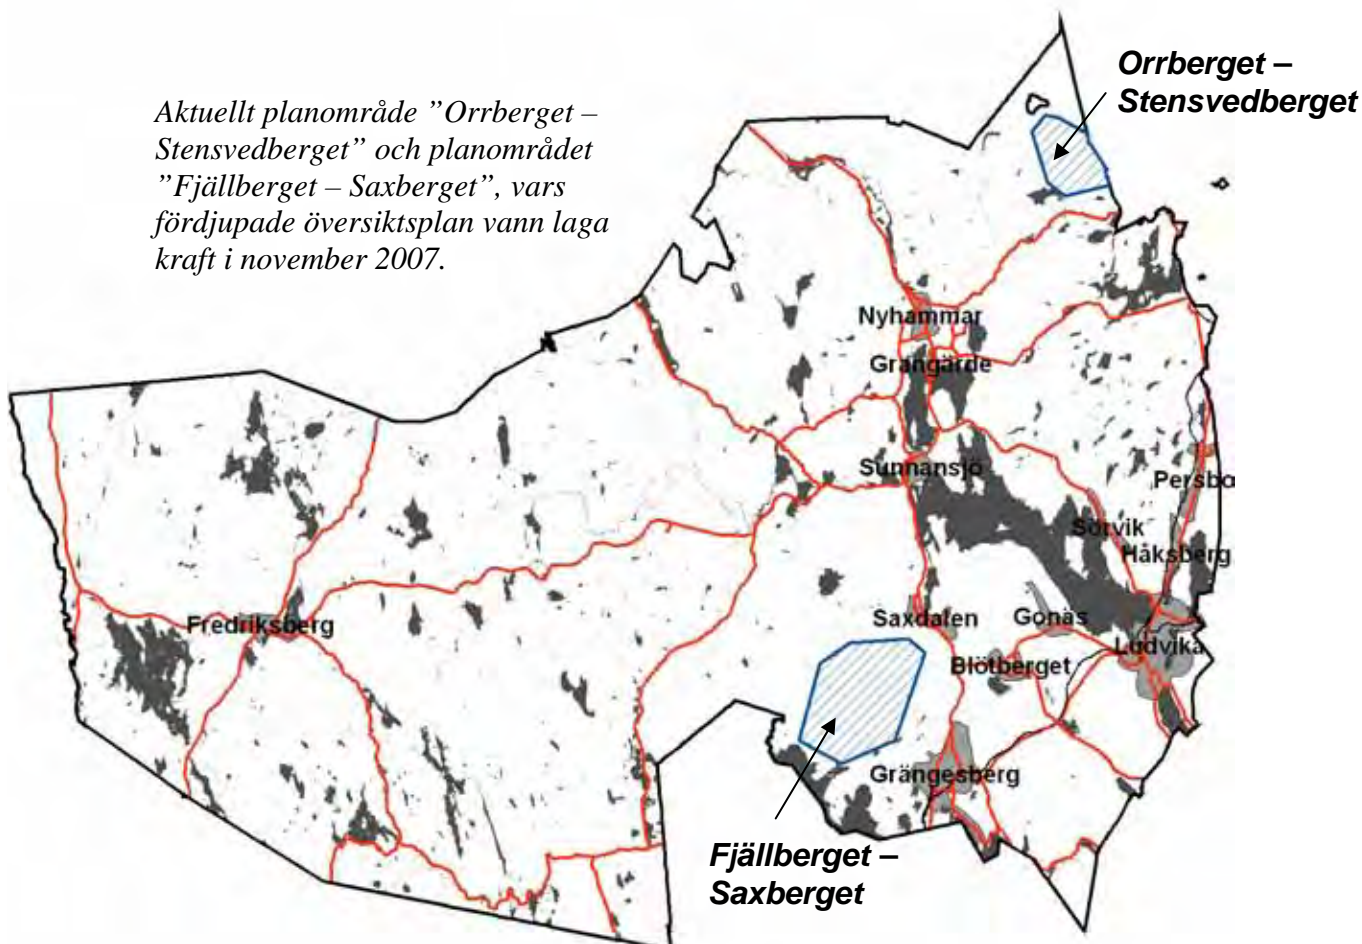 Orrberget –
Stensvedberget
Aktuellt planområde ”Orrberget –
Stensvedberget” och planområdet
”Fjällberget – Saxberget”, vars
fördjupade översiktsplan vann laga
kraft i november 2007.
Nyhammar
Grangärde
Sunnansjö
Persbo
Sörvik
Håksberg
Fredriksberg
Saxdalen
Gonäs
Ludvika
Blötberget
Grängesberg
Fjällberget –
Saxberget